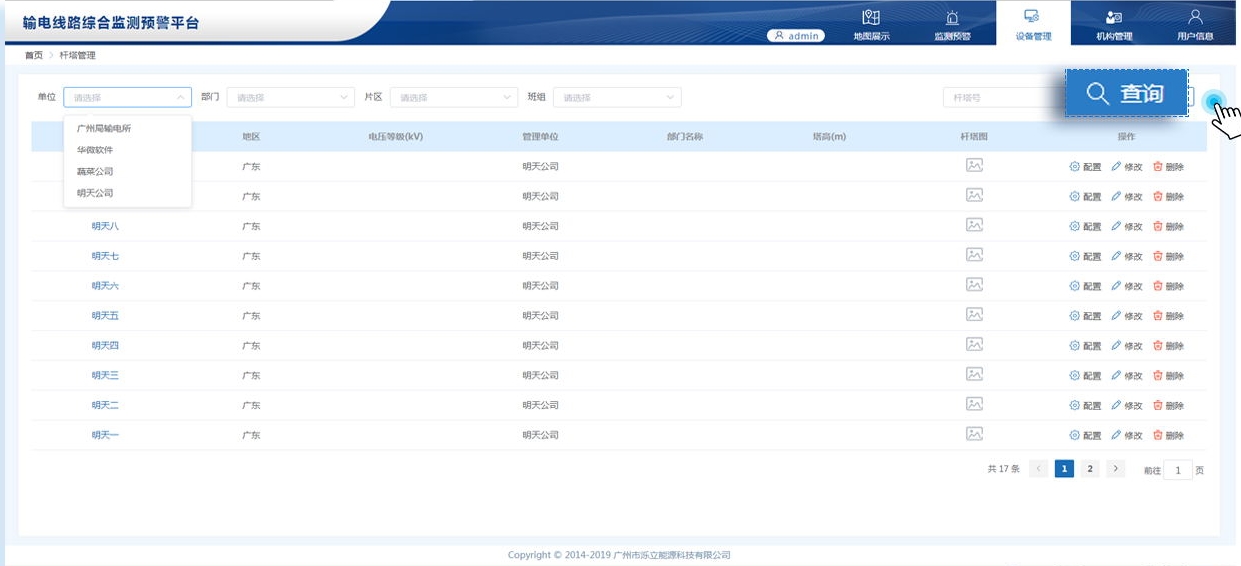 输电线路综合监测预警平台
admin
地图展示
监测预警
设备管理
机构管理
用户信息
首页 > 杆塔管理
单位 请选择 部门 请选择 片区 请选择 班组 请选择 杆塔号 查询
广州局输电所
华微软件
蔬菜公司
明天公司
地区 电压等级(kV) 管理单位 部门名称 塔高(m) 杆塔图 操作
广东 明天公司 配置 修改 删除
广东 明天公司 配置 修改 删除
明天八 广东 明天公司 配置 修改 删除
明天七 广东 明天公司 配置 修改 删除
明天六 广东 明天公司 配置 修改 删除
明天五 广东 明天公司 配置 修改 删除
明天四 广东 明天公司 配置 修改 删除
明天三 广东 明天公司 配置 修改 删除
明天二 广东 明天公司 配置 修改 删除
明天一 广东 明天公司 配置 修改 删除
共 17 条 < 1 2 > 前往 1 页
Copyright © 2014-2019 广州市泺立能源科技有限公司